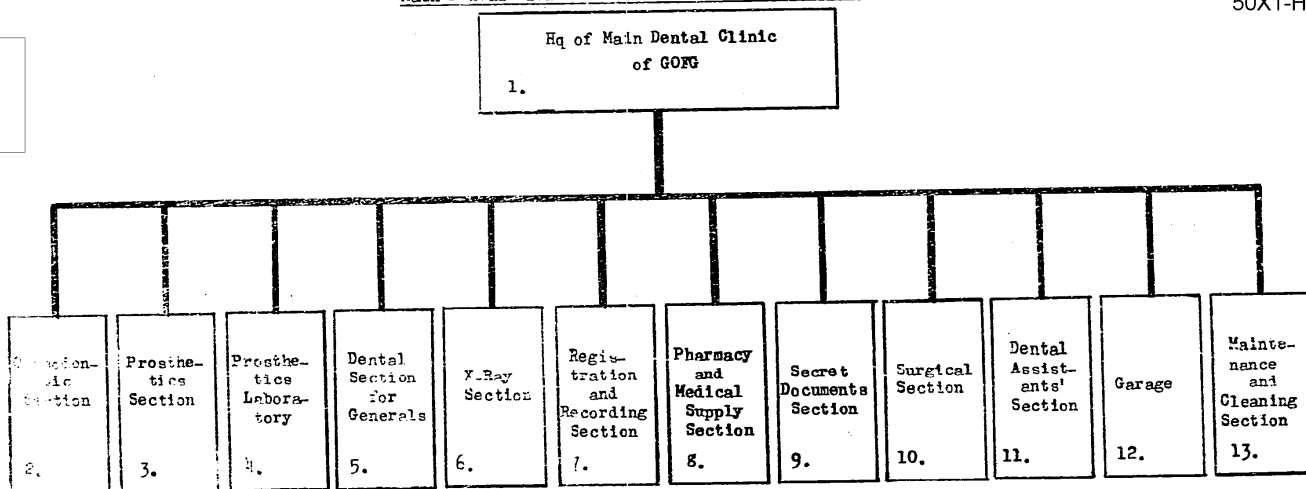 50X1-H
Hq of Main Dental Clinic
of GOFG
1.
Section
2.
Prosthe-
tics
Section
3.
Prosthe-
tics
Labora-
tory
4.
Dental
Section
for
Generals
5.
X-Ray
Section
6.
Regis-
tration
and
Recording
Section
7.
Pharmacy
and
Medical
Supply
Section
8.
Secret
Documents
Section
9.
Surgical
Section
10.
Dental
Assist-
ants'
Section
11.
Garage
12.
Mainte-
nance
and
Cleaning
Section
13.